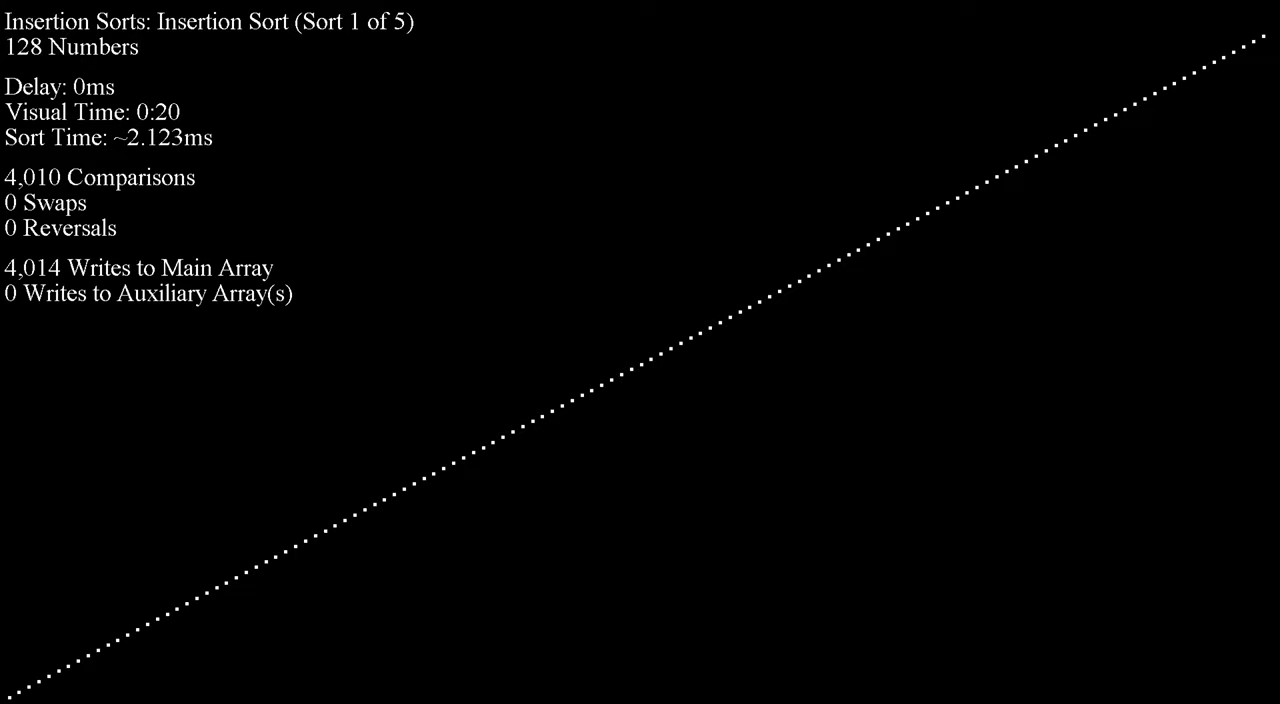 Insertion Sorts: Insertion Sort (Sort 1 of 5)
128 Numbers
Delay: 0ms
Visual Time: 0:20
Sort Time: ~2.123ms
4,010 Comparisons
0 Swaps
0 Reversals
4,014 Writes to Main Array
0 Writes to Auxiliary Array(s)